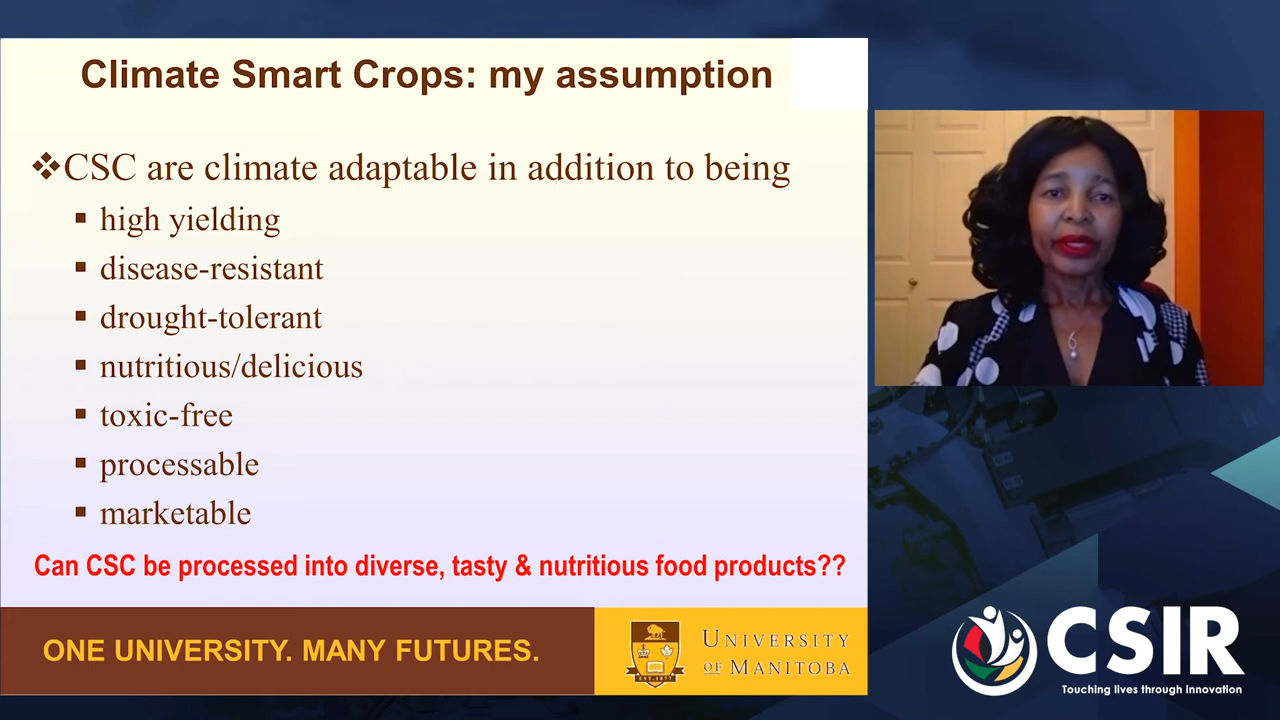 Climate Smart Crops: my assumption
❖CSC are climate adaptable in addition to being
▪ high yielding
▪ disease-resistant
▪ drought-tolerant
▪ nutritious/delicious
▪ toxic-free
▪ processable
▪ marketable
Can CSC be processed into diverse, tasty & nutritious food products??
ONE UNIVERSITY. MANY FUTURES.
UNIVERSITY
OF MANITOBA
CSIR
Touching lives through innovation